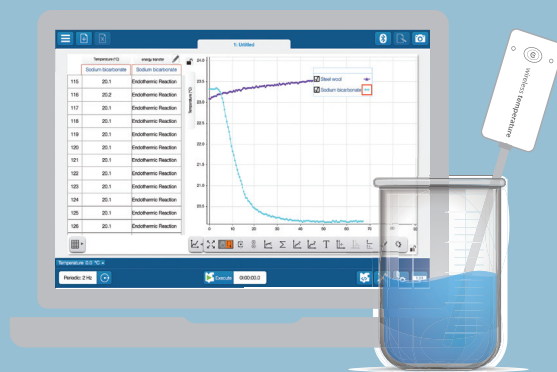 1: Untitled
Temperature (°C) energy transfer
Sodium bicarbonate Sodium bicarbonate
115 20.1 Endothermic Reaction
116 20.2 Endothermic Reaction
117 20.1 Endothermic Reaction
118 20.1 Endothermic Reaction
119 20.1 Endothermic Reaction
120 20.1 Endothermic Reaction
121 20.1 Endothermic Reaction
122 20.1 Endothermic Reaction
123 20.1 Endothermic Reaction
124 20.1 Endothermic Reaction
125 20.1 Endothermic Reaction
126 20.1 Endothermic Reaction
24.0
23.5
23.0
22.5
22.0
21.5
21.0
20.5
Temperature (°C)
Steel wool
Sodium bicarbonate
0 10 20 30 40 50 60 70
Temperature 0.0 °C
Periodic: 2 Hz
Execute
0:00:00.0
wireless temperature